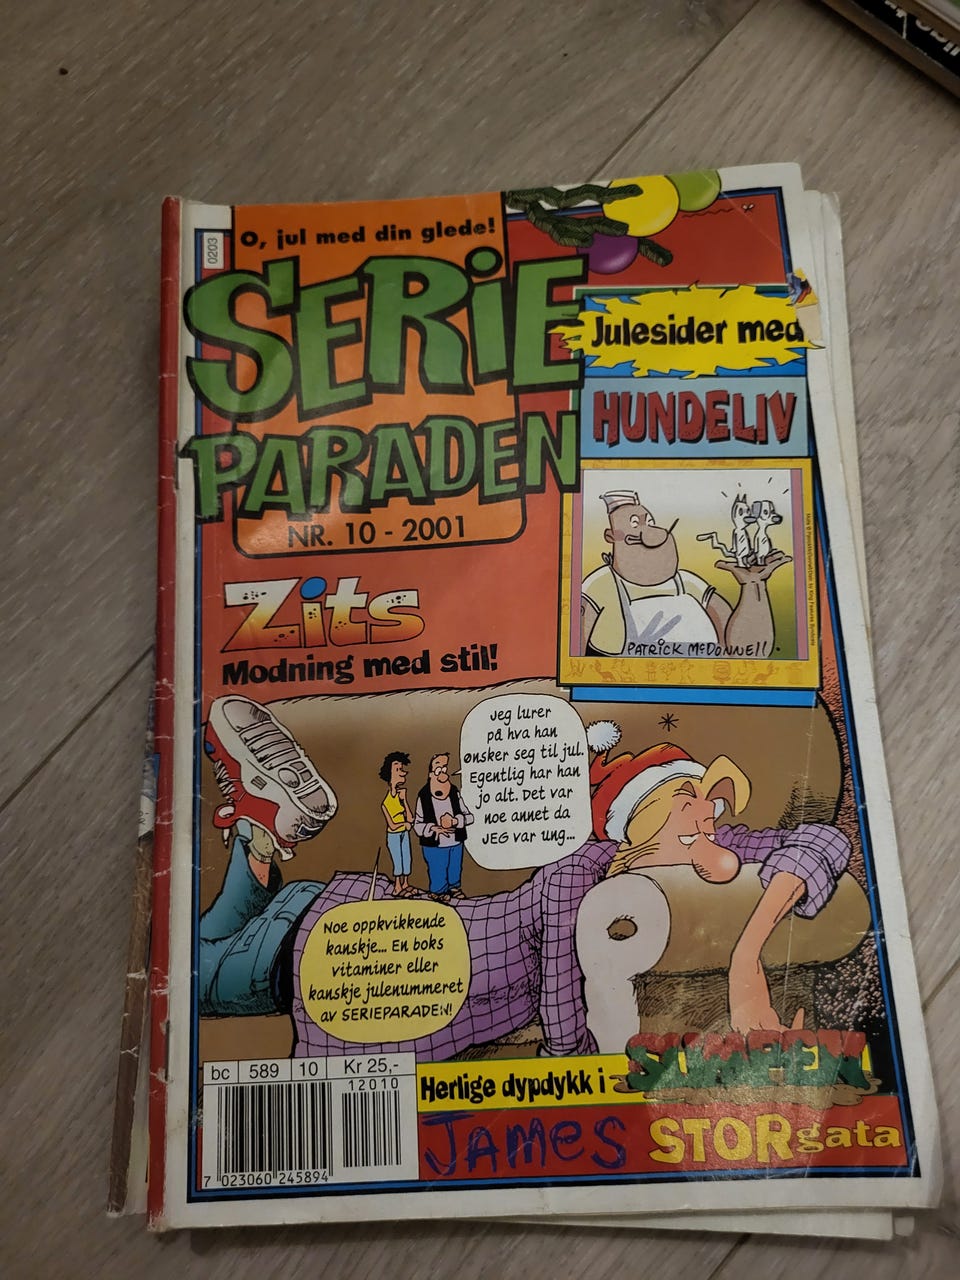 O, jul med din glede!
0203
SERIE
PARADEN
NR. 10 - 2001
Julesider med
HUNDELIV
PATRICK McDONNELL.
Zits
Modning med stil!
Jeg lurer
på hva han
ønsker seg til jul.
Egentlig har han
jo alt. Det var
noe annet da
JEG var ung...
Noe oppkvikkende
kanskje... En boks
vitaminer eller
kanskje julenummeret
av SERIEPARADEN!
bc 589 10 Kr 25,-
12010
7 023060 245894
Herlige dypdykk i
SUMPEN
JAMES
STORgata